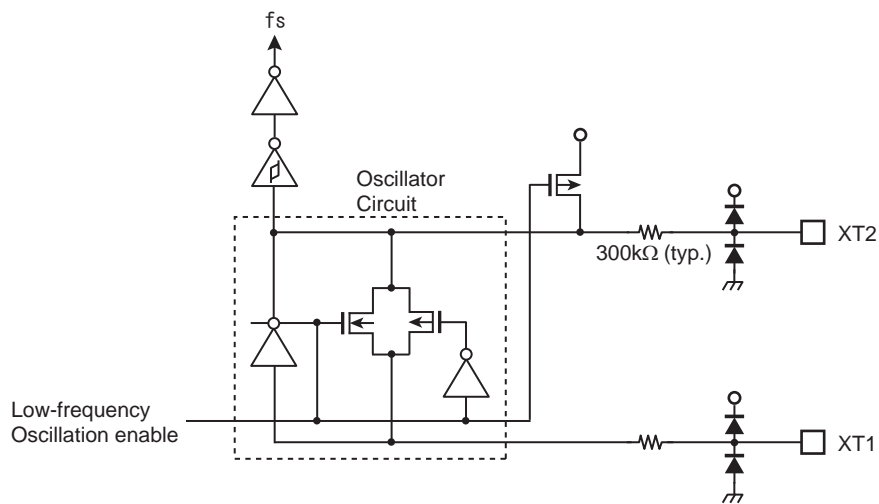 fs
Oscillator
Circuit
300kΩ (typ.)
XT2
Low-frequency
Oscillation enable
XT1